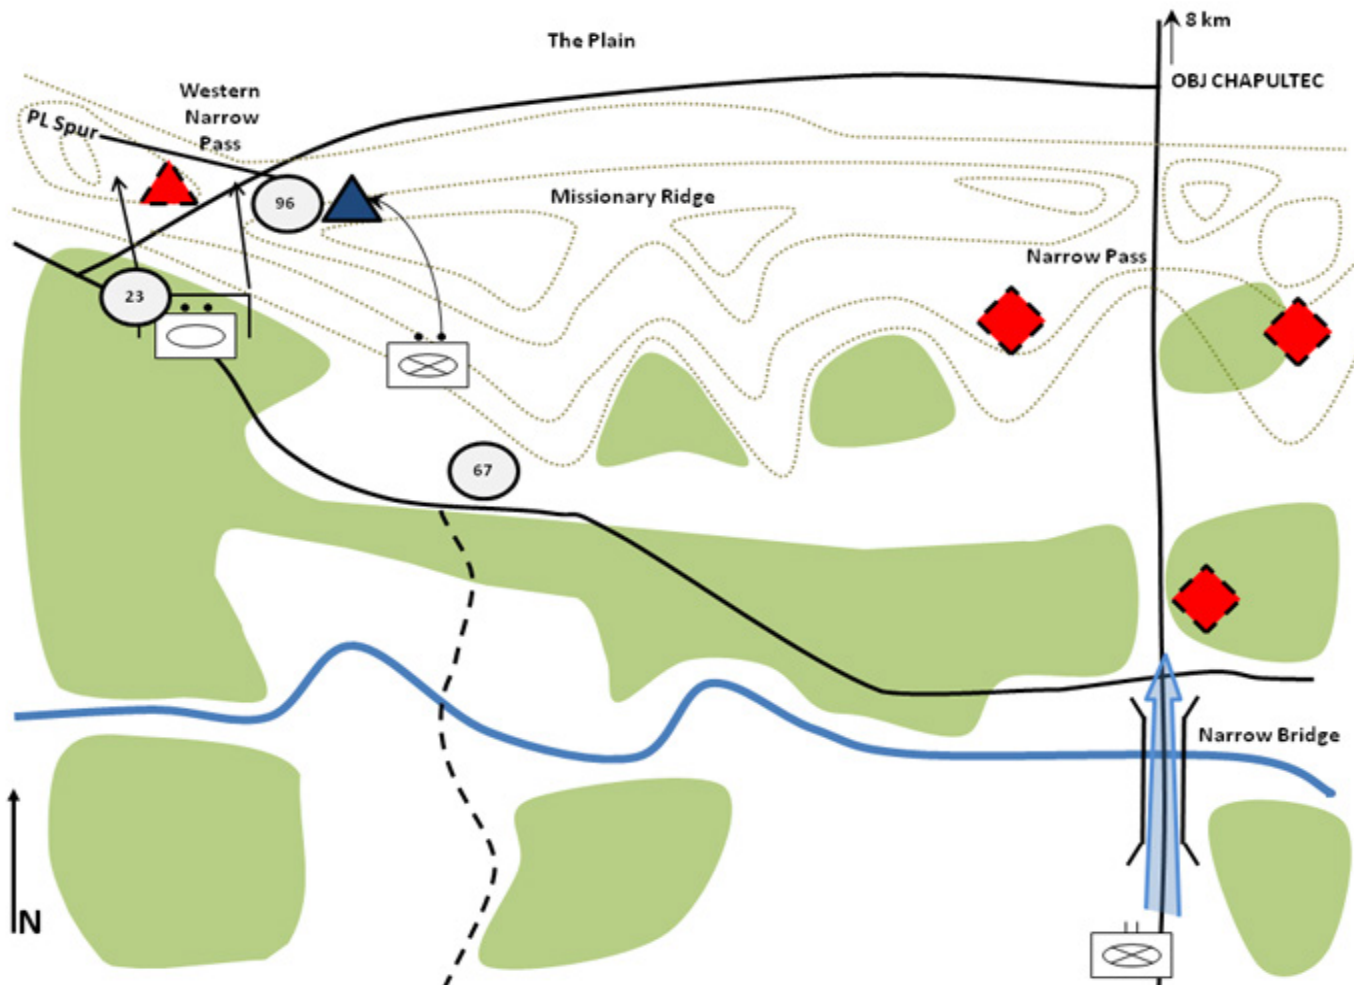 8 km
The Plain
OBJ CHAPULTEC
Western
Narrow
Pass
PL Spur
96
Missionary Ridge
Narrow Pass
23
67
Narrow Bridge
N